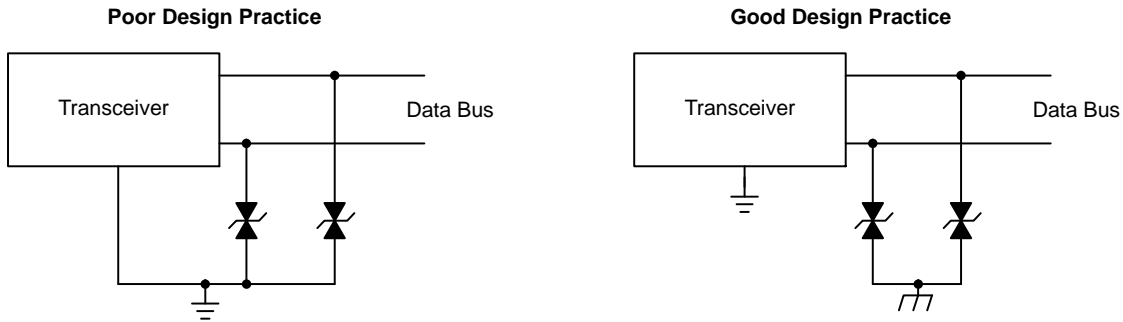 Poor Design Practice
Transceiver
Data Bus
Good Design Practice
Transceiver
Data Bus